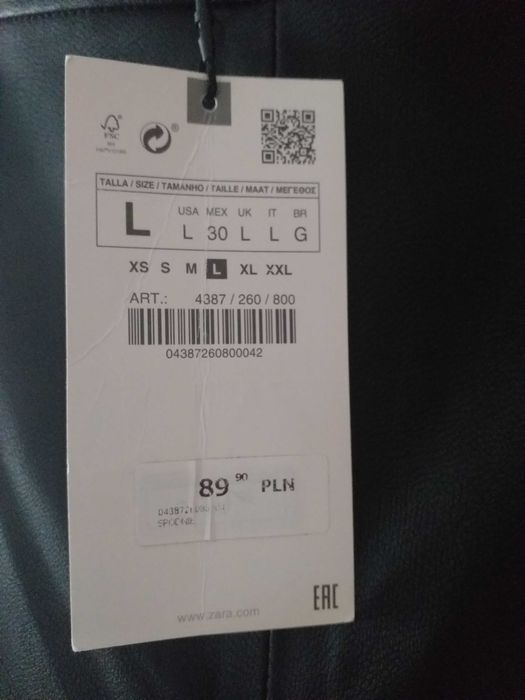 FSC
®
TALLA / SIZE / TAMANHO / TAILLE / MAAT / ΜΕΓΕΘΟΣ
L
USA MEX UK IT BR
L 30 L L G
XS S M L XL XXL
ART.: 4387 / 260 / 800
04387260800042
89 90 PLN
SPODNIE
www.zara.com
EAC